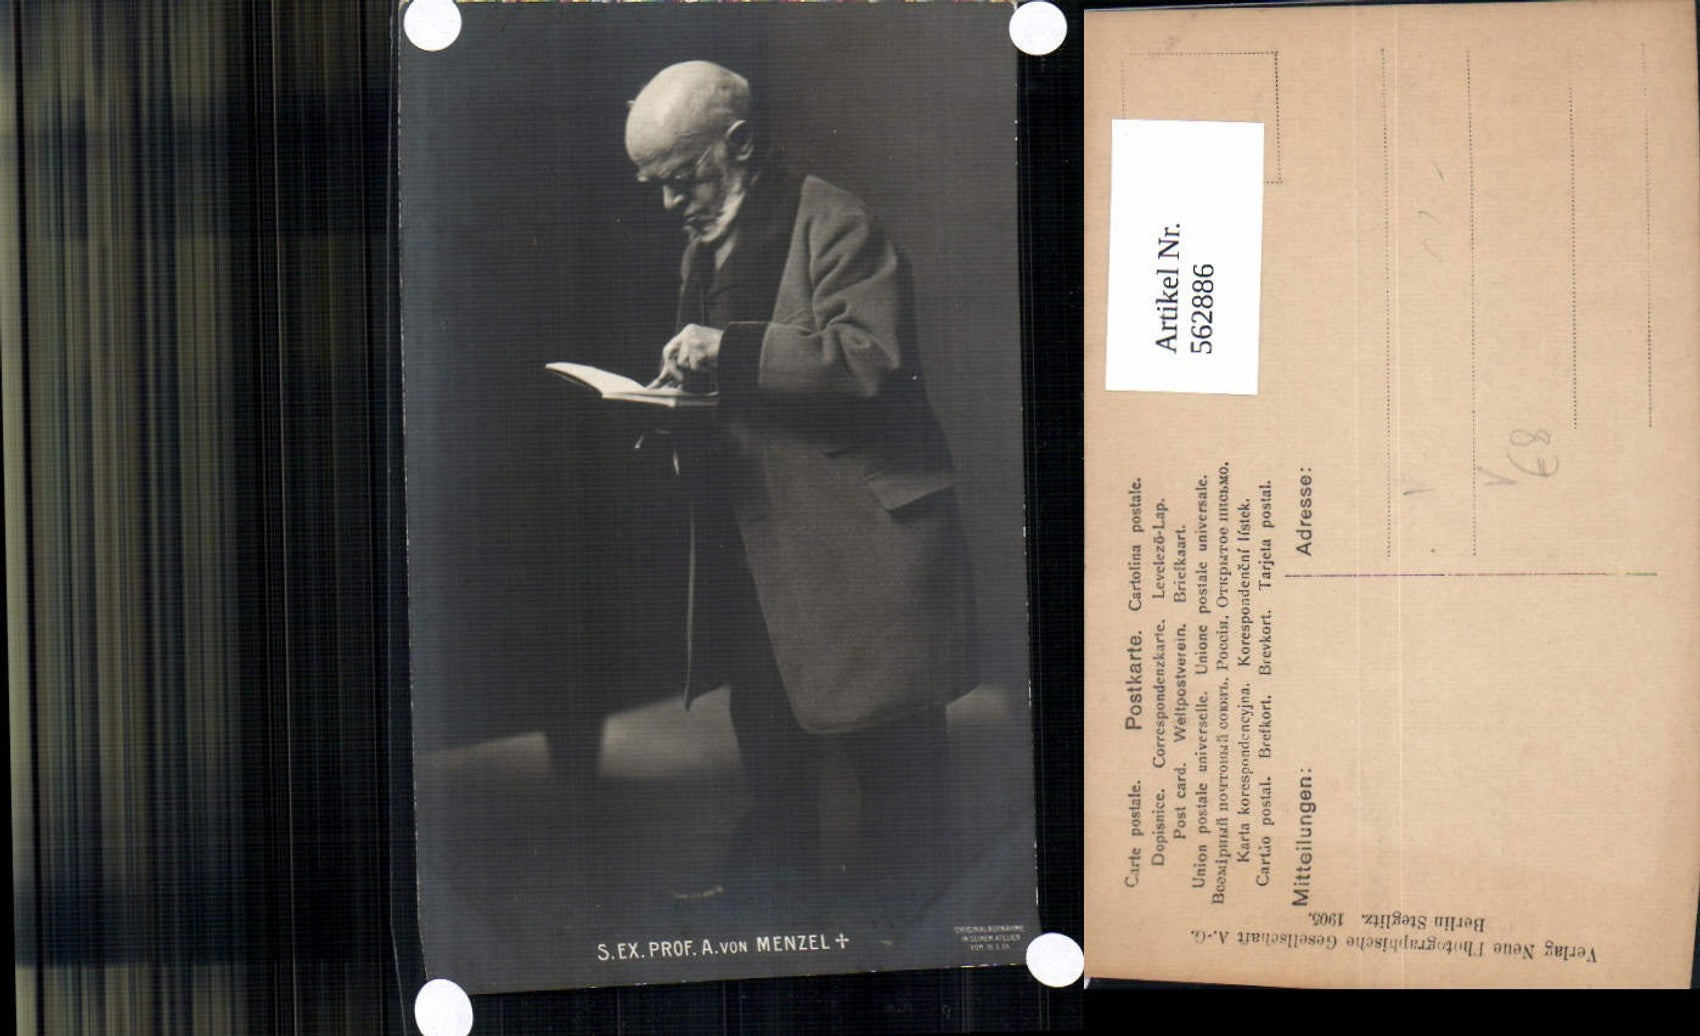 S. EX. PROF. A. VON MENZEL ✝
ORIGINALAUFNAHME
IN SEINEM ATELIER
Artikel Nr.
562886
Carte postale. Postkarte. Cartolina postale.
Dopisnice. Correspondenzkarte. Levelező-Lap.
Post card. Weltpostverein. Briefkaart.
Union postale universelle. Unione postale universale.
Всемірный почтовый союзъ. Россія. Открытое письмо.
Karta korespondencyjna. Korespondenční lístek.
Cartão postal. Brefkort. Brevkort. Tarjeta postal.
Mitteilungen: Adresse:
€8
Verlag Neue Photographische Gesellschaft A.-G.
Berlin Steglitz. 1905.